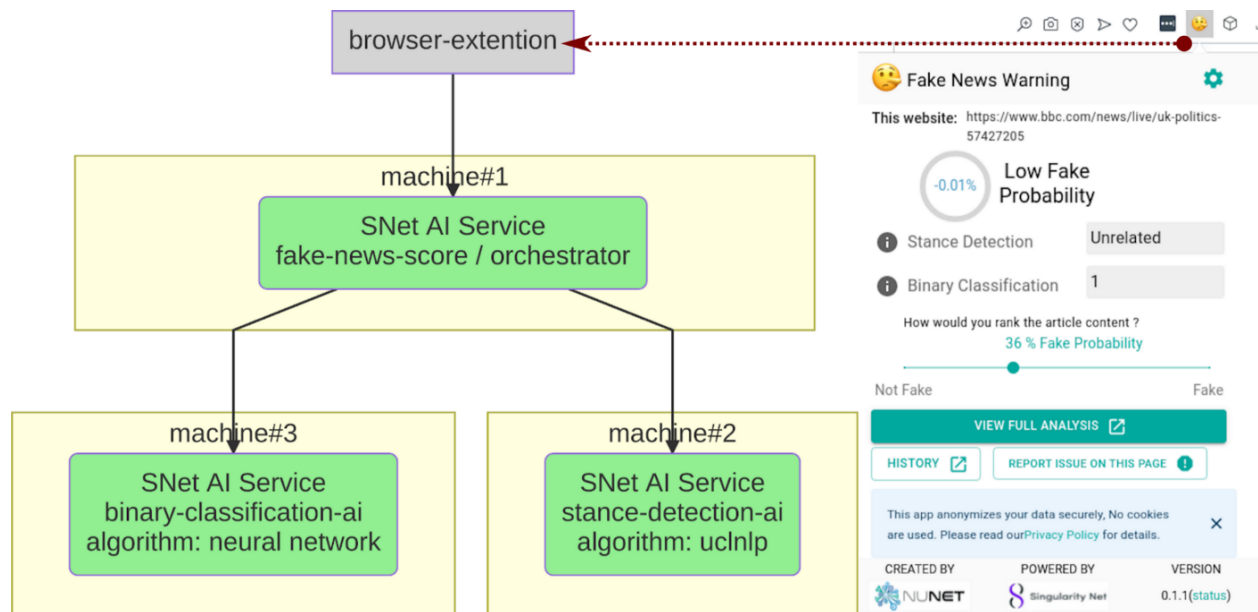 browser-extention
machine#1
SNet AI Service
fake-news-score / orchestrator
machine#3
SNet AI Service
binary-classification-ai
algorithm: neural network
machine#2
SNet AI Service
stance-detection-ai
algorithm: uclnlp
Fake News Warning
This website: https://www.bbc.com/news/live/uk-politics-
57427205
-0.01%
Low Fake
Probability
Stance Detection
Unrelated
Binary Classification
1
How would you rank the article content ?
36 % Fake Probability
Not Fake
Fake
VIEW FULL ANALYSIS
HISTORY
REPORT ISSUE ON THIS PAGE
This app anonymizes your data securely, No cookies
are used. Please read ourPrivacy Policy for details.
CREATED BY
POWERED BY
VERSION
NUNET
Singularity Net
0.1.1(status)